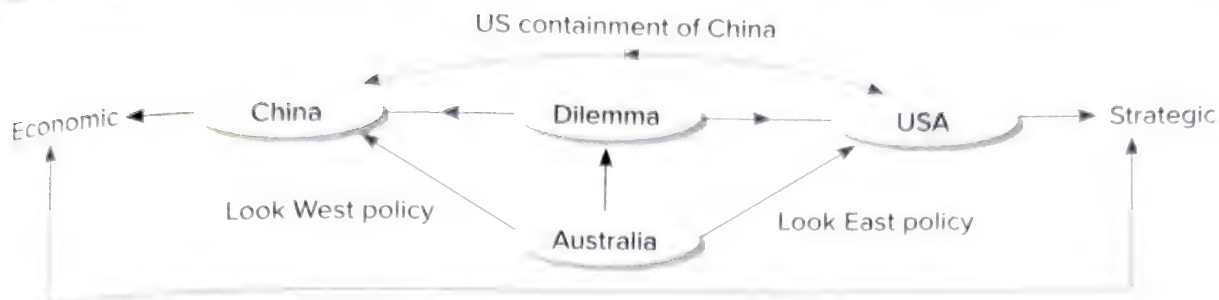 US containment of China
Economic
China
Dilemma
USA
Strategic
Look West policy
Look East policy
Australia